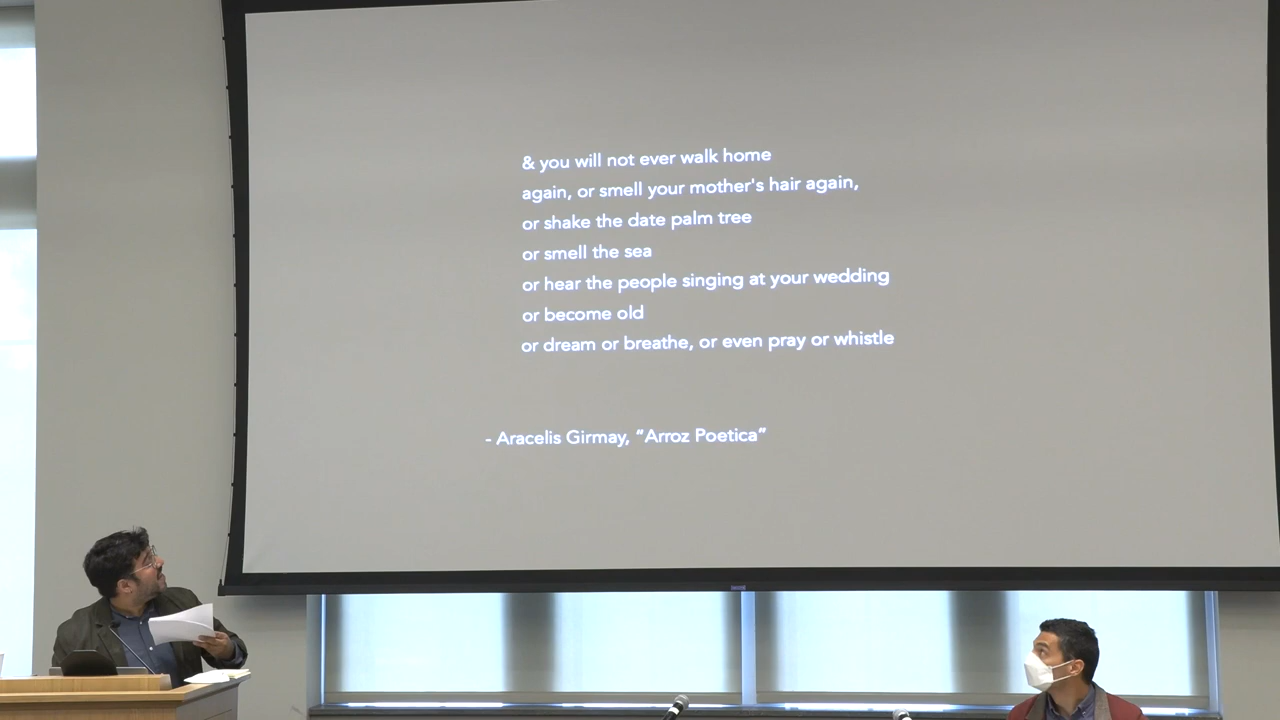 & you will not ever walk home
again, or smell your mother's hair again,
or shake the date palm tree
or smell the sea
or hear the people singing at your wedding
or become old
or dream or breathe, or even pray or whistle
- Aracelis Girmay, “Arroz Poetica”